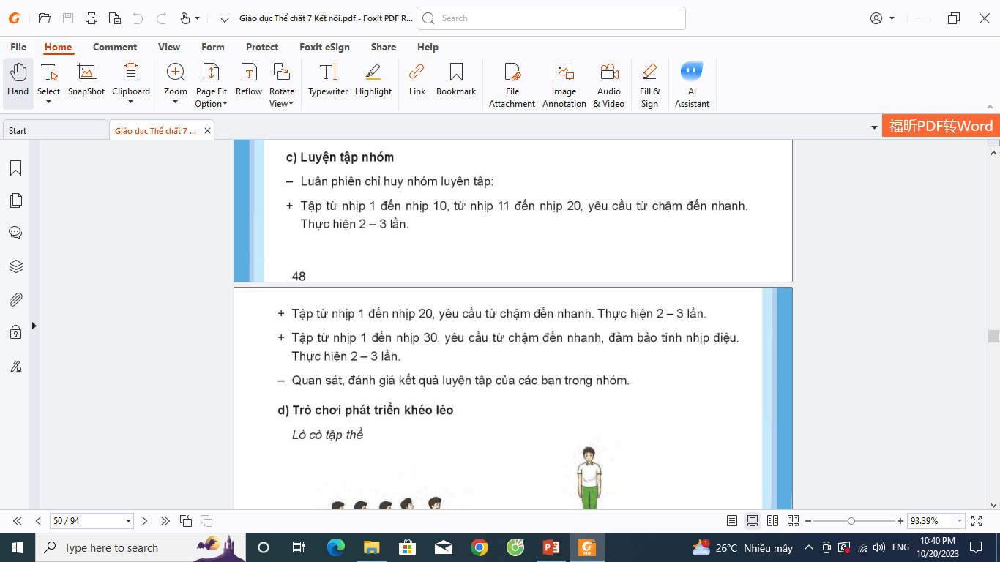 Giáo dục Thể chất 7 Kết nối.pdf - Foxit PDF R...
Search
File Home Comment View Form Protect Foxit eSign Share Help
Hand
Select
SnapShot
Clipboard
Zoom
Page Fit
Option
Reflow
Rotate
View
Typewriter
Highlight
Link
Bookmark
File
Attachment
Image
Annotation
Audio
& Video
Fill &
Sign
AI
Assistant
Start
Giáo dục Thể chất 7 ...
福昕PDF转Word
c) Luyện tập nhóm
– Luân phiên chỉ huy nhóm luyện tập:
+ Tập từ nhịp 1 đến nhịp 10, từ nhịp 11 đến nhịp 20, yêu cầu từ chậm đến nhanh.
Thực hiện 2 – 3 lần.
48
+ Tập từ nhịp 1 đến nhịp 20, yêu cầu từ chậm đến nhanh. Thực hiện 2 – 3 lần.
+ Tập từ nhịp 1 đến nhịp 30, yêu cầu từ chậm đến nhanh, đảm bảo tính nhịp điệu.
Thực hiện 2 – 3 lần.
– Quan sát, đánh giá kết quả luyện tập của các bạn trong nhóm.
d) Trò chơi phát triển khéo léo
Lò cò tập thể
50 / 94
93.39%
Type here to search
1
26°C Nhiều mây
ENG
10:40 PM
10/20/2023